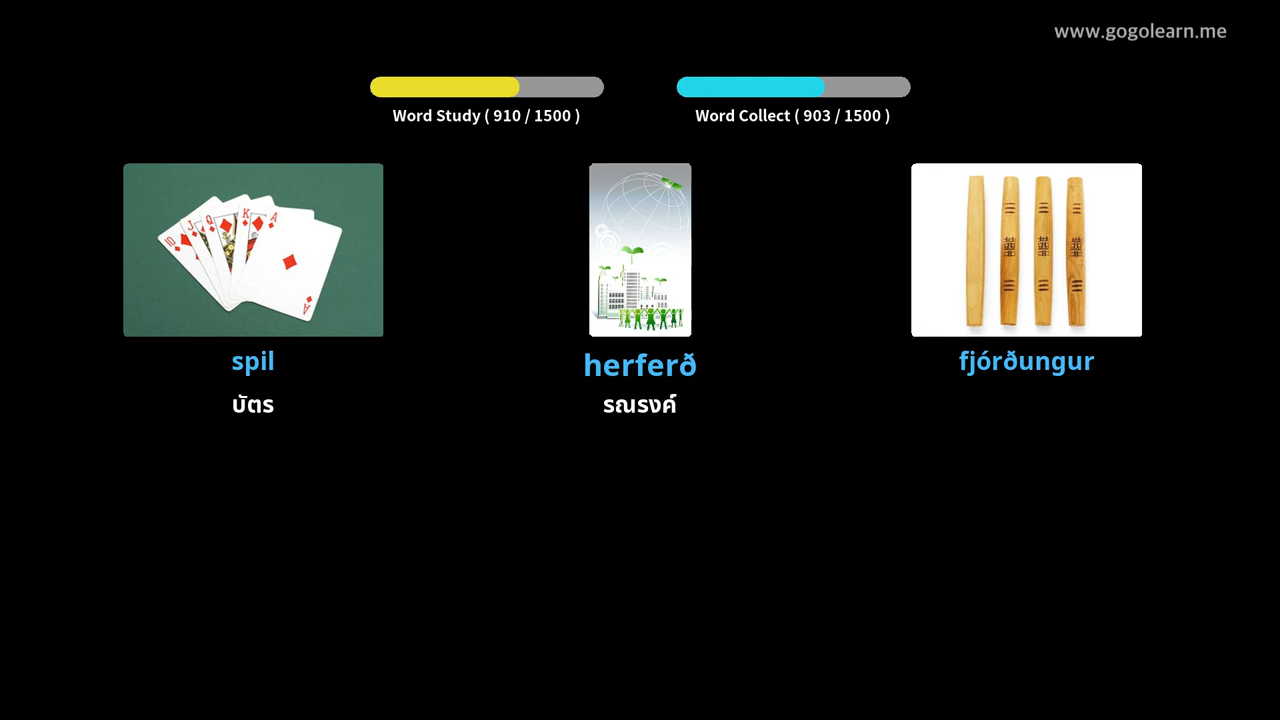 www.gogolearn.me
Word Study ( 910 / 1500 )
Word Collect ( 903 / 1500 )
10 J Q K A
A
spil
herferð
fjórðungur
บัตร
รณรงค์